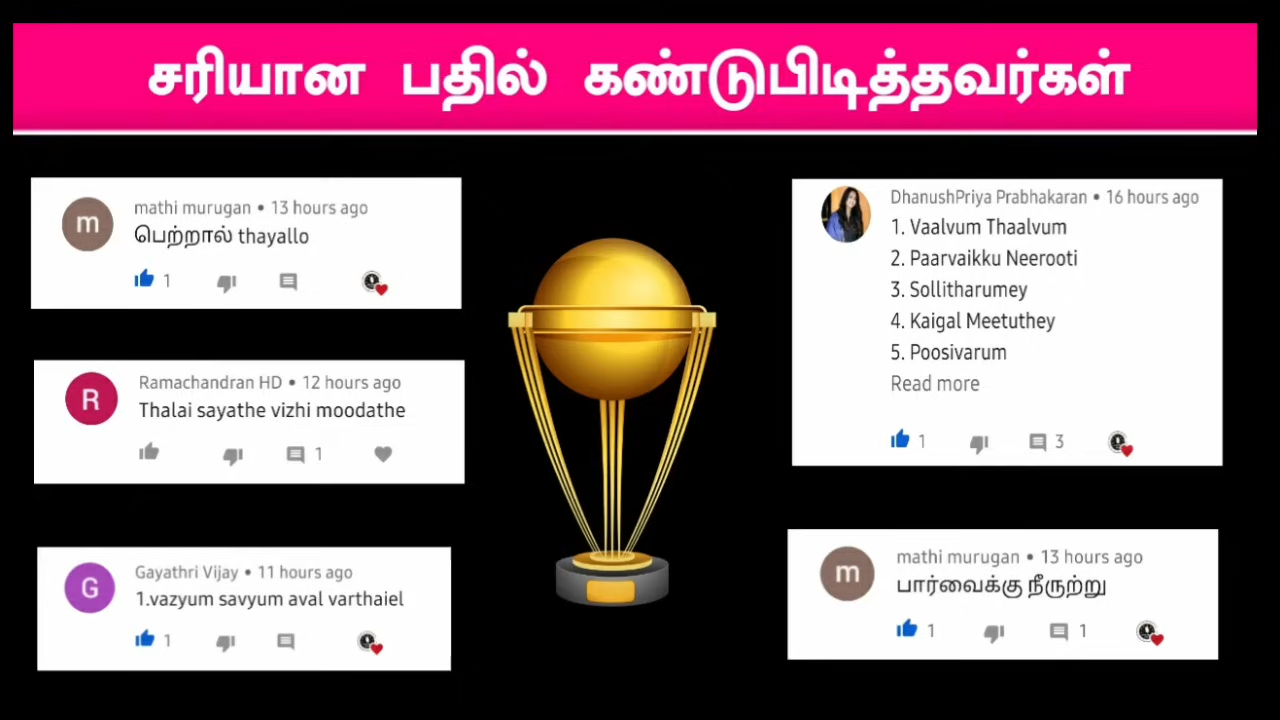 சரியான பதில் கண்டுபிடித்தவர்கள்
mathi murugan • 13 hours ago
பெற்றால் thayallo
1
Ramachandran HD • 12 hours ago
Thalai sayathe vizhi moodathe
1
Gayathri Vijay • 11 hours ago
1.vazyum savyum aval varthaiel
1
DhanushPriya Prabhakaran • 16 hours ago
1. Vaalvum Thaalvum
2. Paarvaikku Neerooti
3. Sollitharumey
4. Kaigal Meetuthey
5. Poosivarum
Read more
1 3
mathi murugan • 13 hours ago
பார்வைக்கு நீருற்று
1 1
m
R
G
m